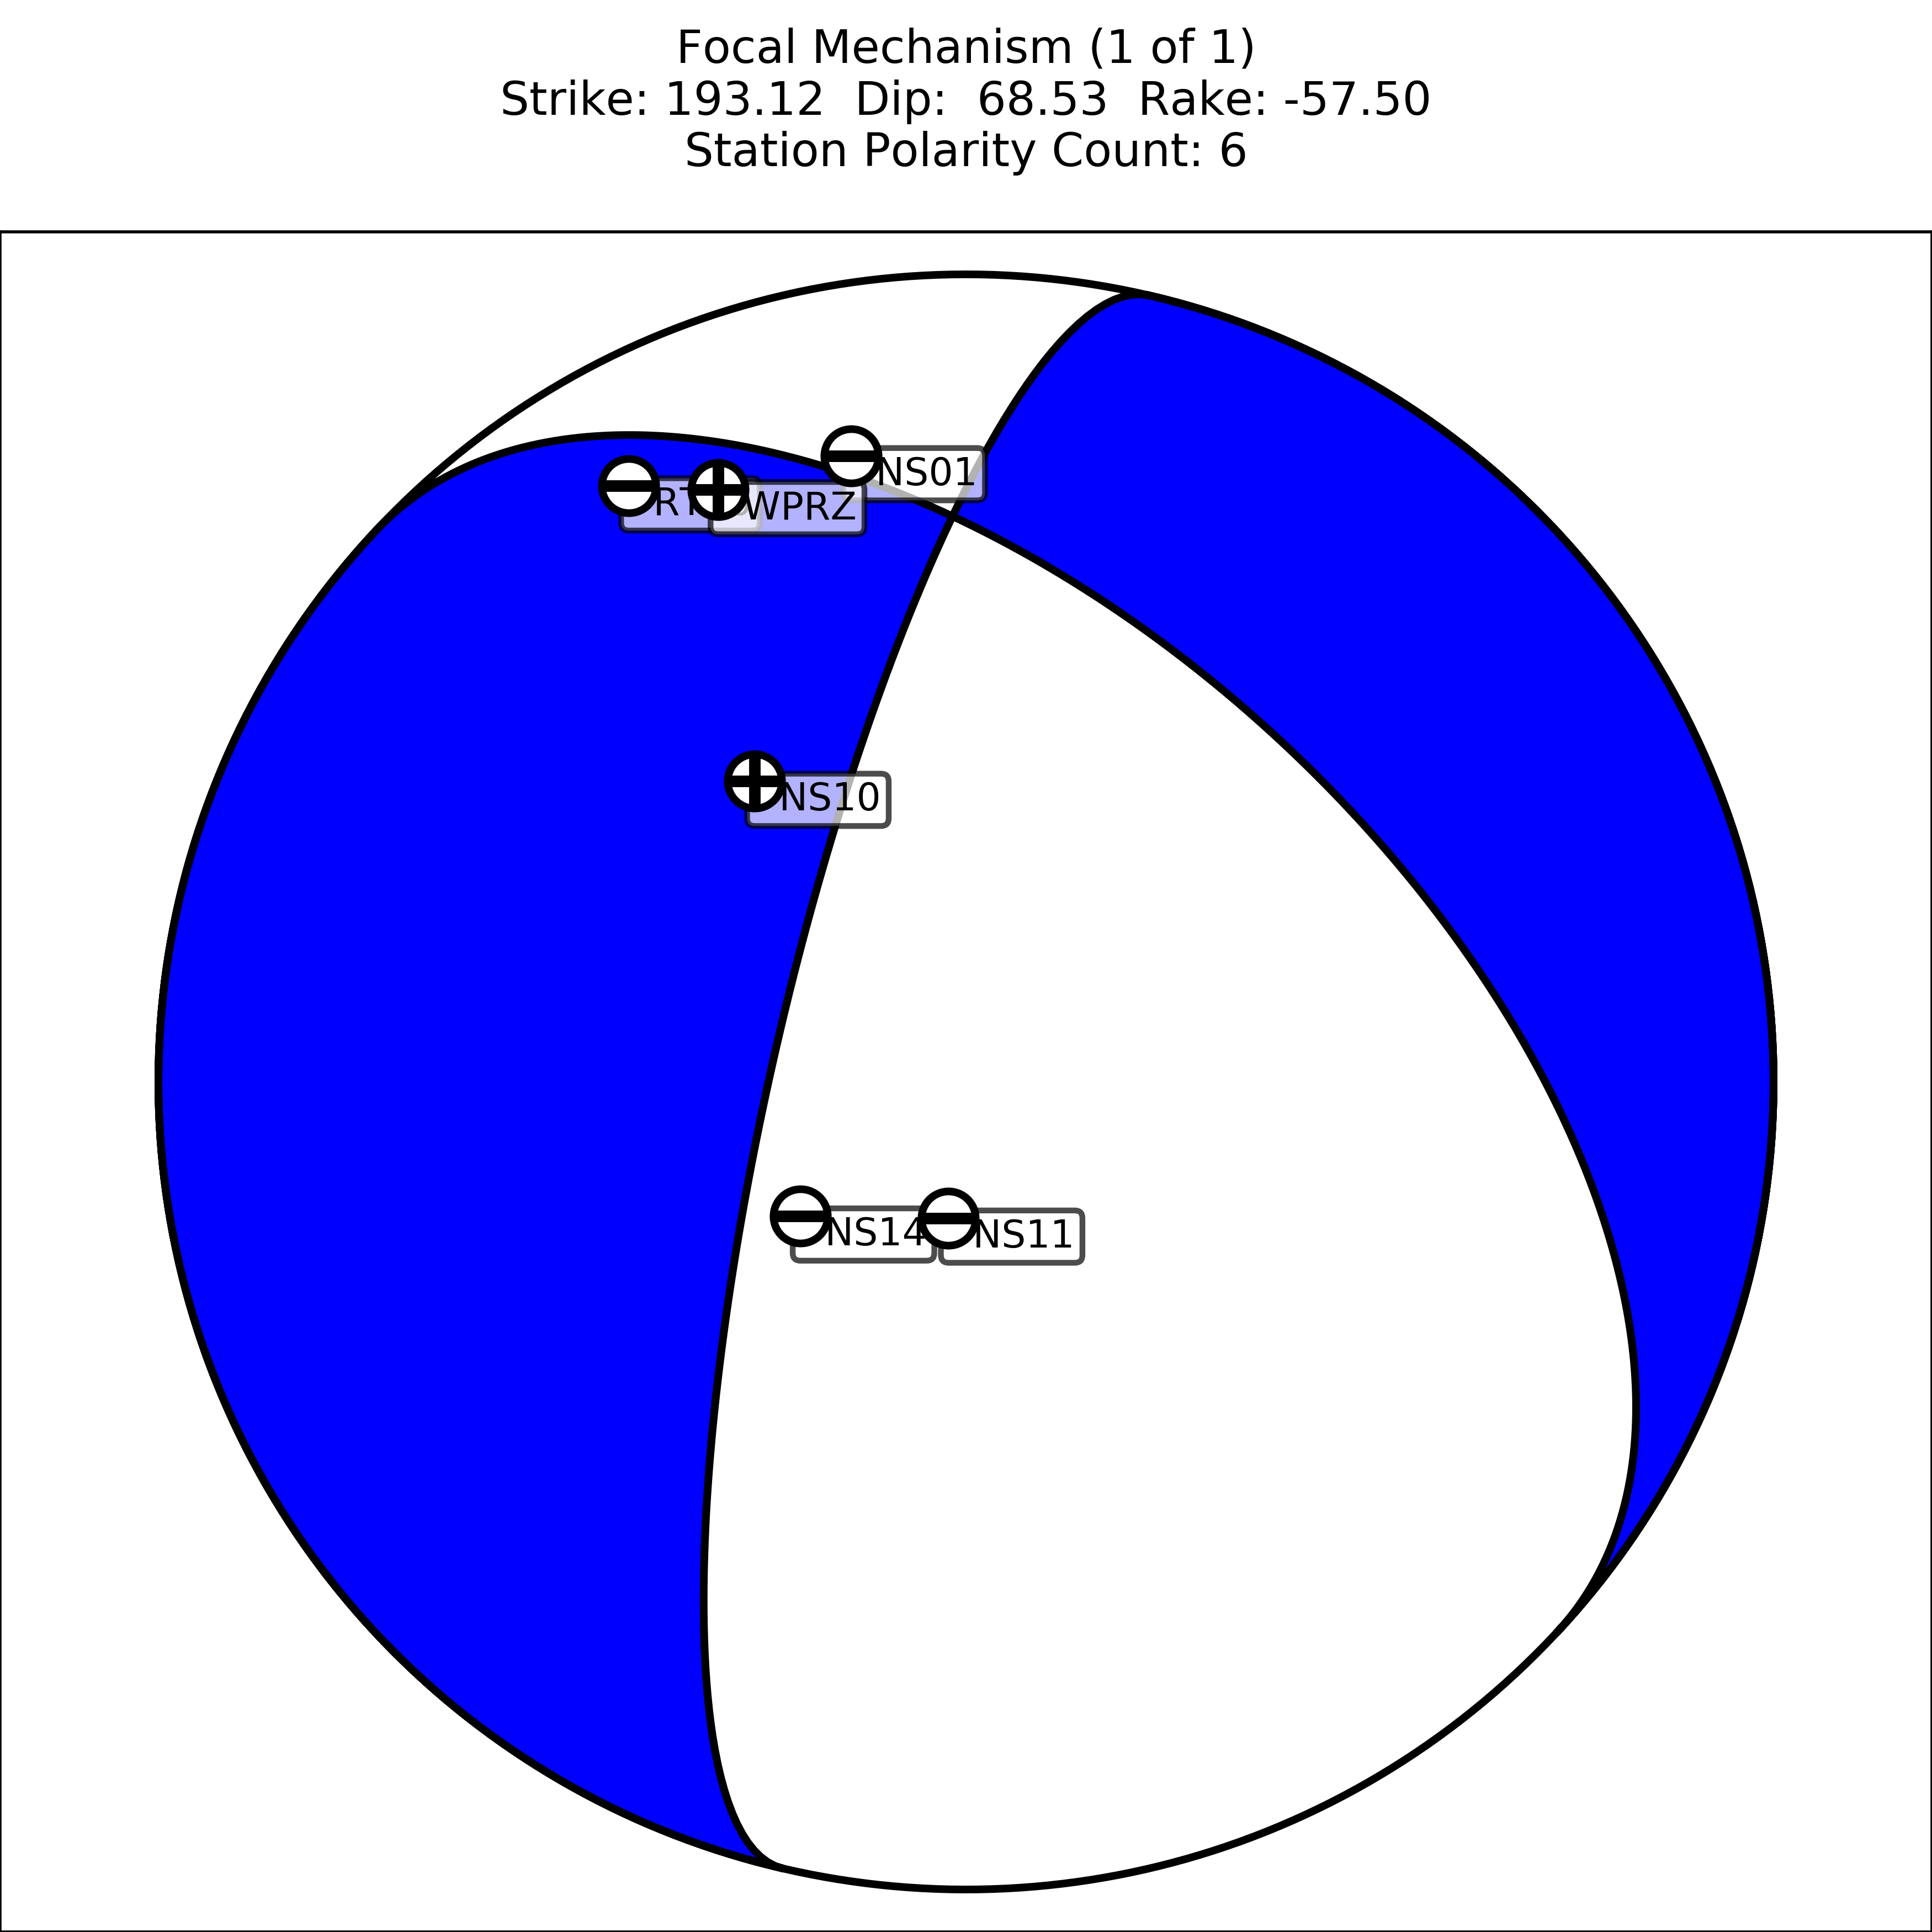 Focal Mechanism (1 of 1)
Strike: 193.12 Dip: 68.53 Rake: -57.50
Station Polarity Count: 6
NS01
WPRZ
NS10
NS14
NS11